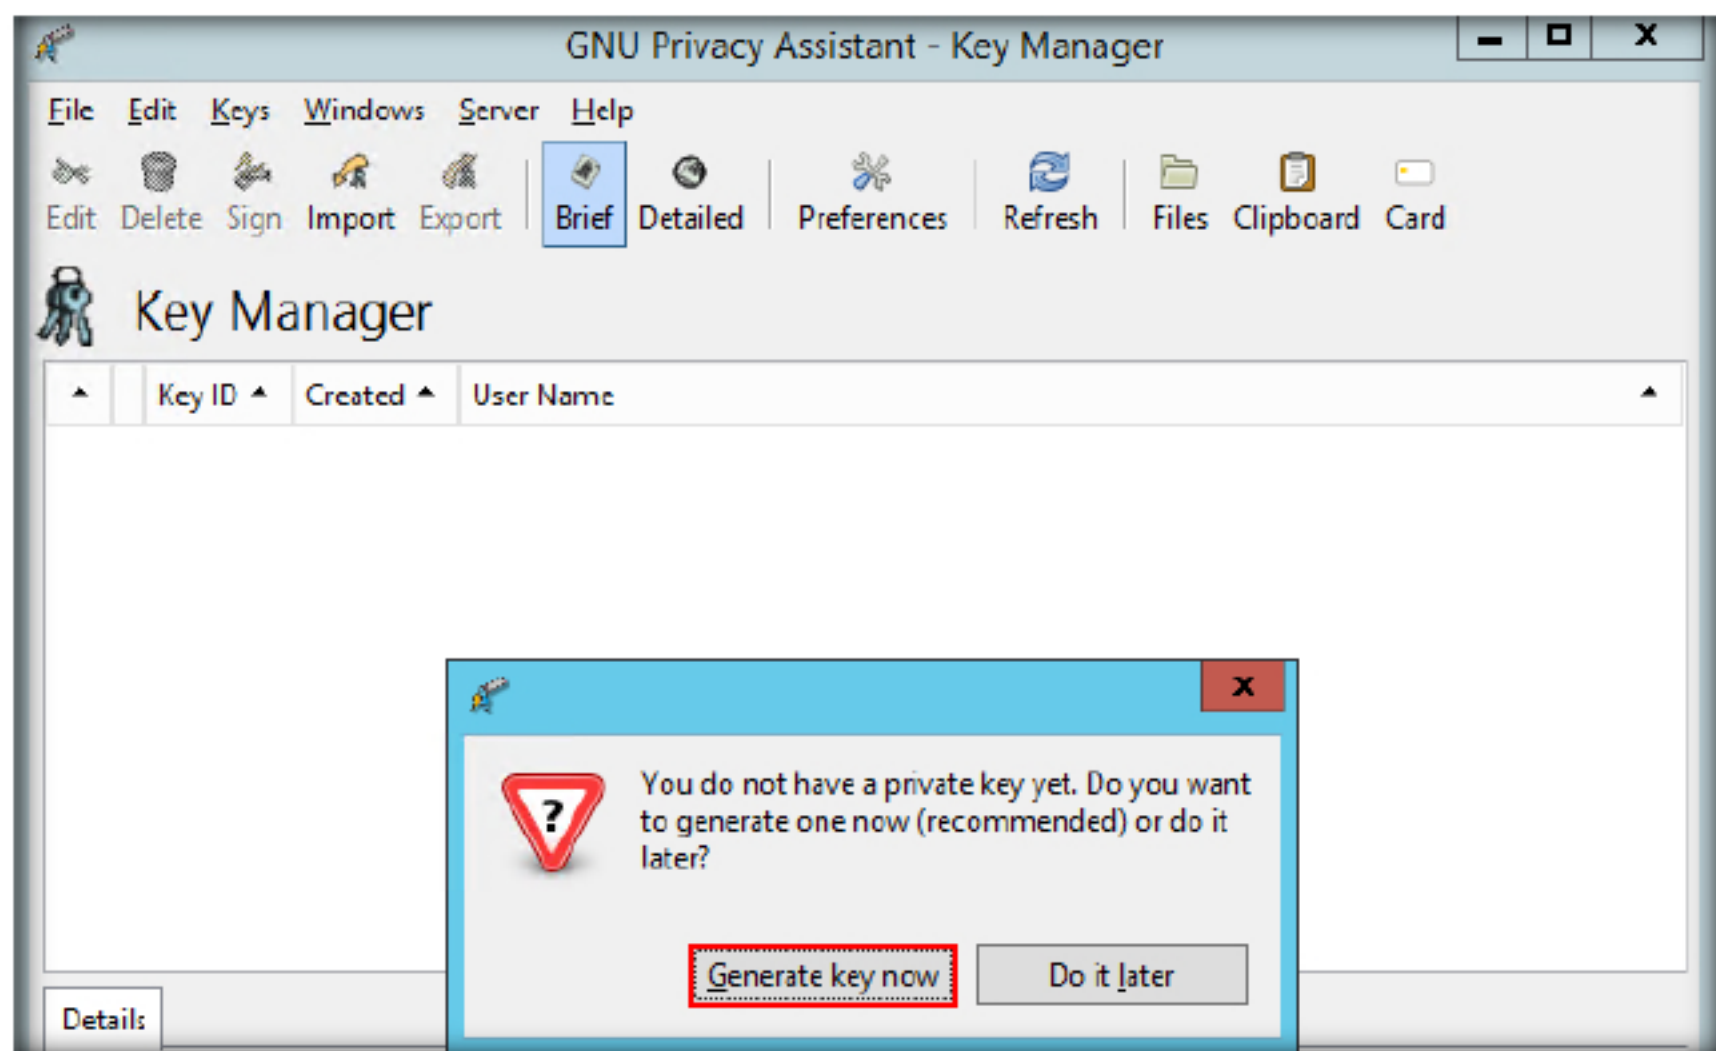 GNU Privacy Assistant - Key Manager
File Edit Keys Windows Server Help
Edit Delete Sign Import Export Brief Detailed Preferences Refresh Files Clipboard Card
Key Manager
Key ID Created User Name
You do not have a private key yet. Do you want
to generate one now (recommended) or do it
later?
Generate key now Do it later
Details